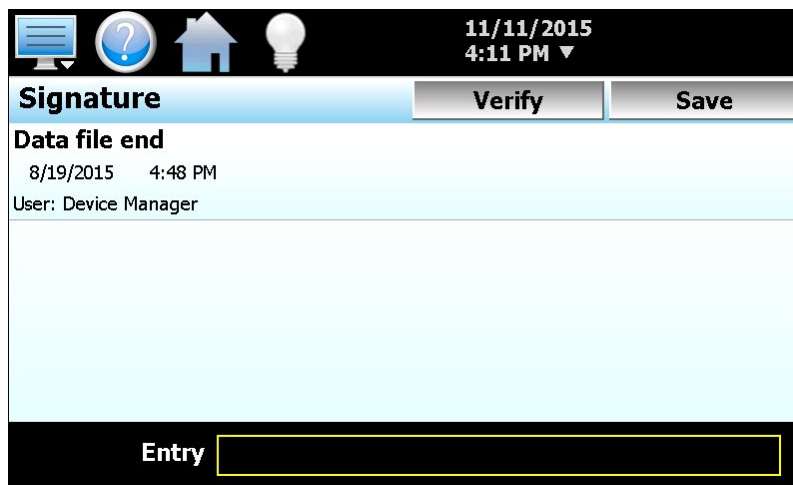 ?
11/11/2015
4:11 PM ▼
Signature Verify Save
Data file end
8/19/2015 4:48 PM
User: Device Manager
Entry